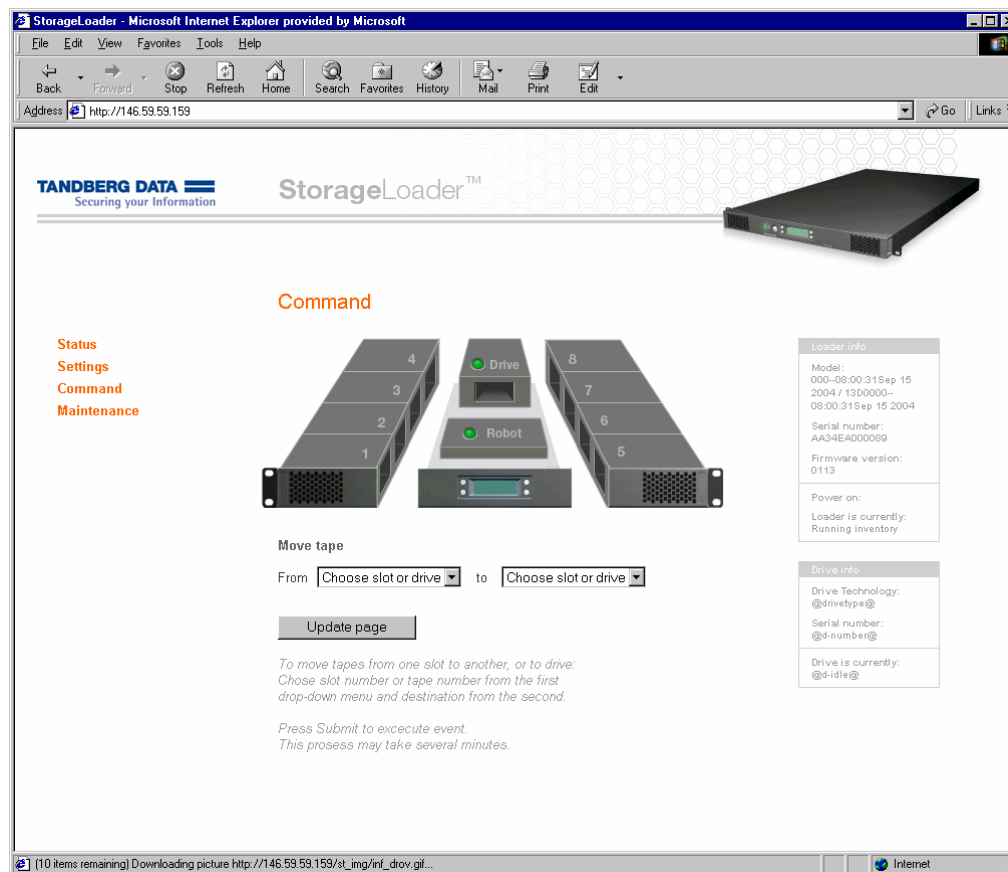 StorageLoader - Microsoft Internet Explorer provided by Microsoft
File Edit View Favorites Tools Help
Back Forward Stop Refresh Home Search Favorites History Mail Print Edit
Address http://146.59.59.159 Go Links
TANDBERG DATA
Securing your Information
StorageLoader™
Command
Status
Settings
Command
Maintenance
4 Drive 8
3 7
2 Robot 6
1 5
Move tape
From Choose slot or drive to Choose slot or drive
Update page
To move tapes from one slot to another, or to drive:
Chose slot number or tape number from the first
drop-down menu and destination from the second.
Press Submit to excecute event.
This prosess may take several minutes.
Loader info
Model:
000--08:00:31Sep 15
2004 / 13D0000--
08:00:31Sep 15 2004
Serial number:
AA34EA000089
Firmware version:
0113
Power on:
Loader is currently:
Running inventory
Drive info
Drive Technology:
@drivetype@
Serial number:
@d-number@
Drive is currently:
@d-idle@
(10 items remaining) Downloading picture http://146.59.59.159/st_img/inf_drov.gif...
Internet